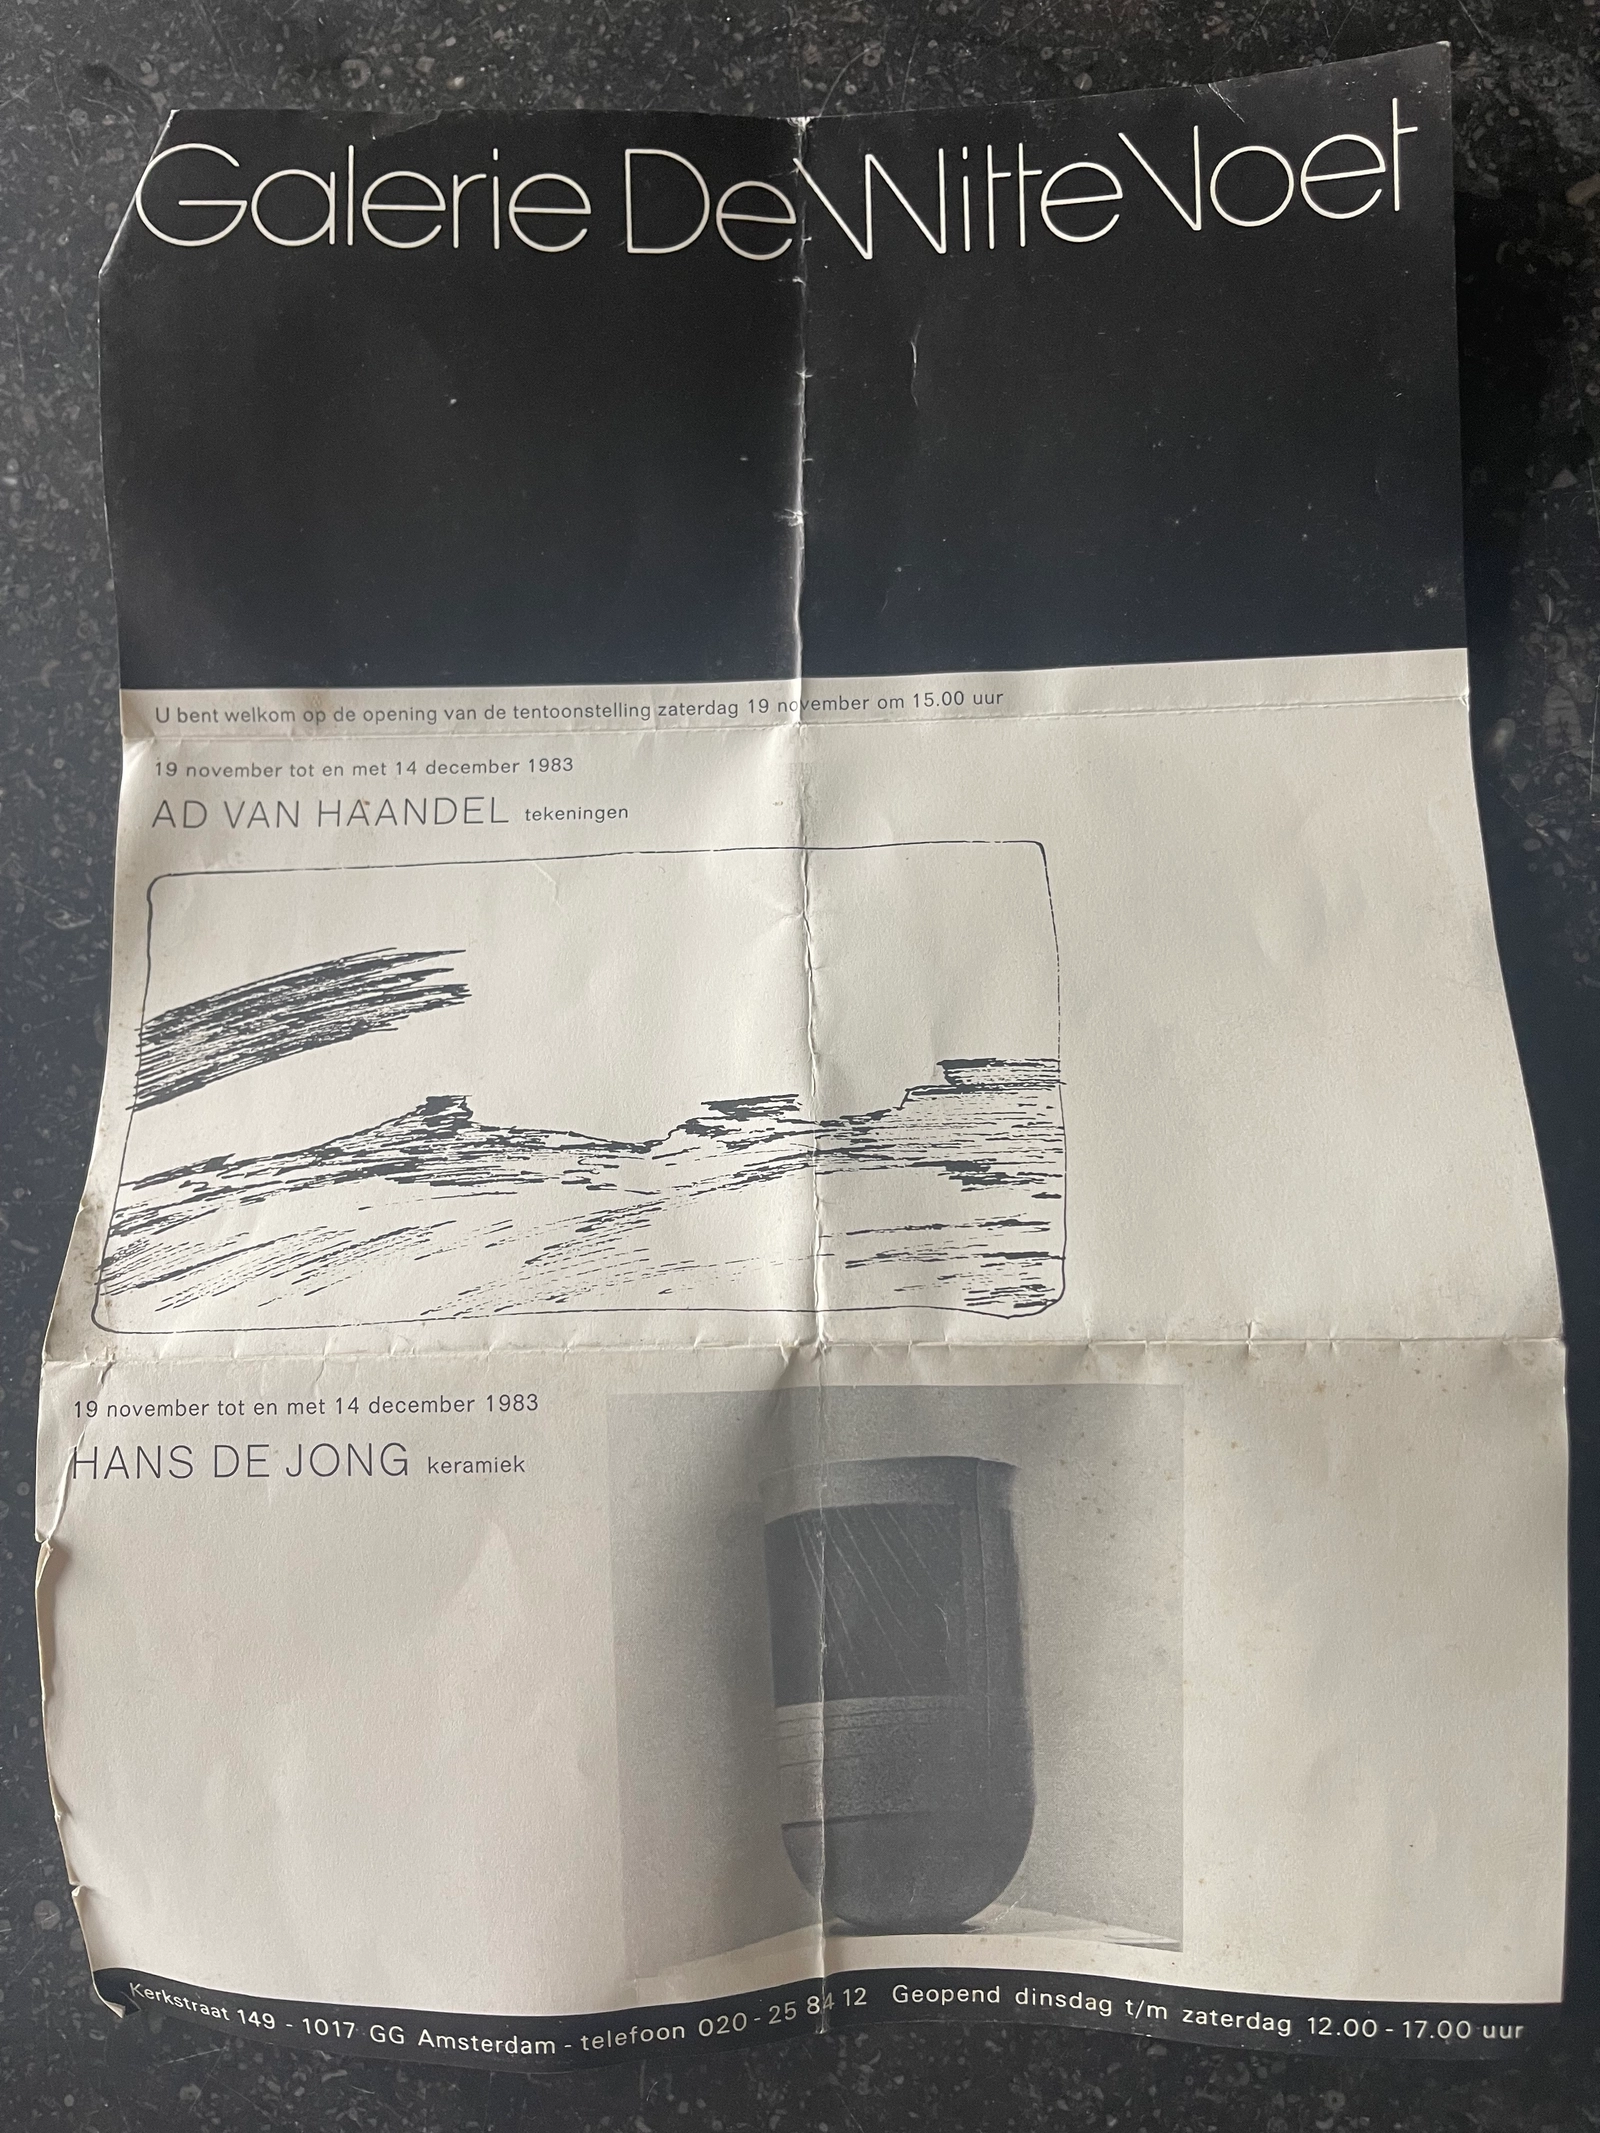 Galerie De Witte Voet
U bent welkom op de opening van de tentoonstelling zaterdag 19 november om 15.00 uur
19 november tot en met 14 december 1983
AD VAN HAANDEL tekeningen
19 november tot en met 14 december 1983
HANS DE JONG keramiek
Kerkstraat 149 - 1017 GG Amsterdam - telefoon 020 - 25 84 12 Geopend dinsdag t/m zaterdag 12.00 - 17.00 uur